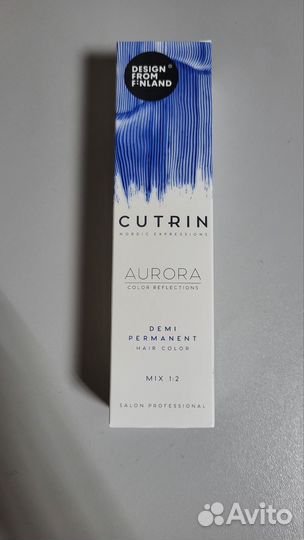 DESIGN
FROM
FINLAND
CUTRIN
NORDIC EXPRESSIONS
AURORA
COLOR REFLECTIONS
DEMI
PERMANENT
HAIR COLOR
MIX 1:2
SALON PROFESSIONAL
Avito